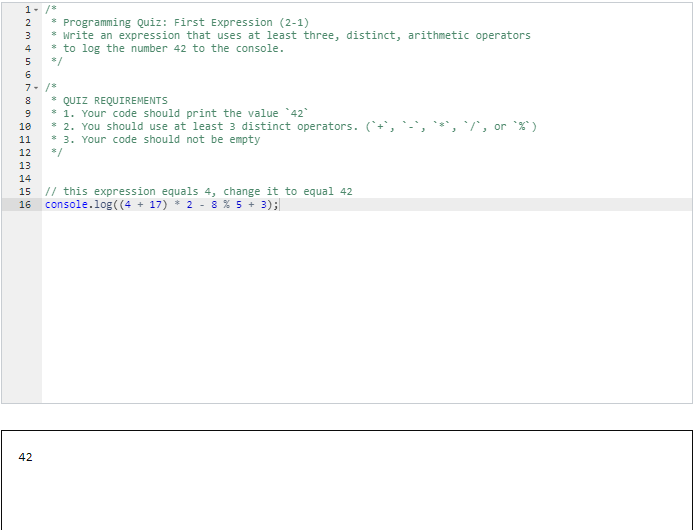 1 /*
2  * Programming Quiz: First Expression (2-1)
3  * Write an expression that uses at least three, distinct, arithmetic operators
4  * to log the number 42 to the console.
5  */
6
7 /*
8  * QUIZ REQUIREMENTS
9  * 1. Your code should print the value `42`
10  * 2. You should use at least 3 distinct operators. (`+`, `-`, `*`, `/`, or `%`)
11  * 3. Your code should not be empty
12  */
13
14
15 // this expression equals 4, change it to equal 42
16 console.log((4 + 17) * 2 - 8 % 5 + 3);
42